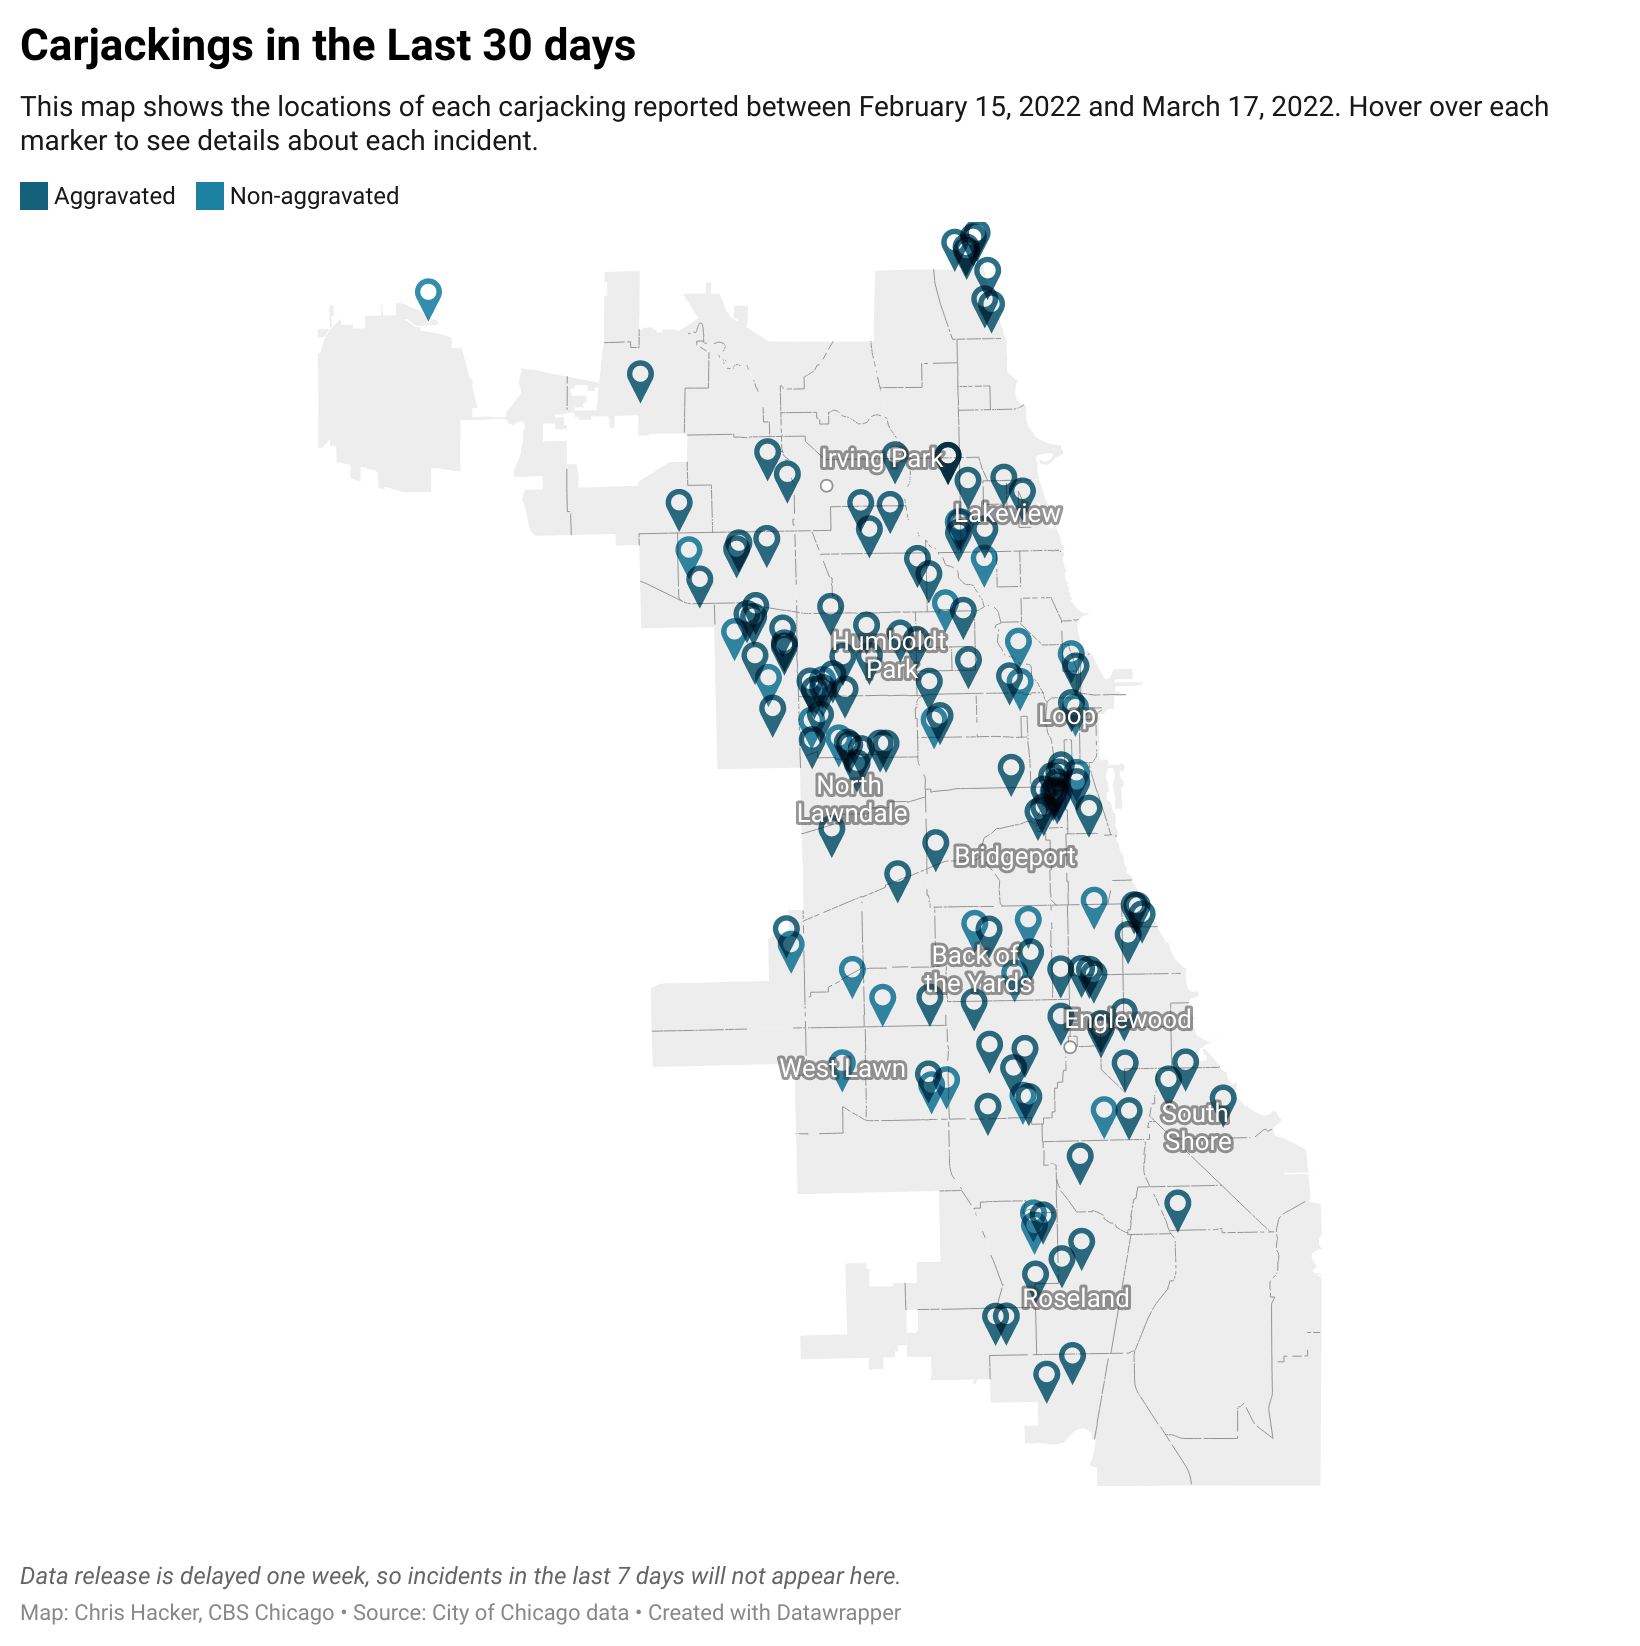 Carjackings in the Last 30 days
This map shows the locations of each carjacking reported between February 15, 2022 and March 17, 2022. Hover over each
marker to see details about each incident.
Aggravated Non-aggravated
Irving Park
Lakeview
Humboldt
Park
Loop
North
Lawndale
Bridgeport
Back of
the Yards
Englewood
West Lawn
South
Shore
Roseland
Data release is delayed one week, so incidents in the last 7 days will not appear here.
Map: Chris Hacker, CBS Chicago • Source: City of Chicago data • Created with Datawrapper